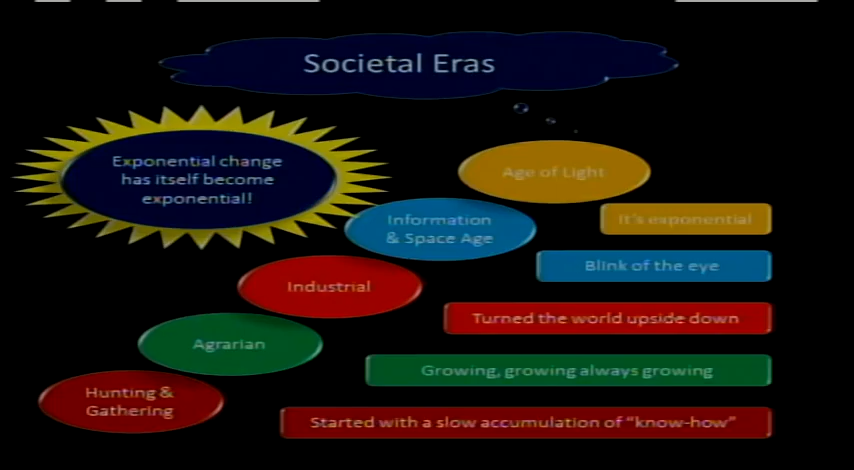 Societal Eras
Exponential change
has itself become
exponential!
Age of Light
It's exponential
Information
& Space Age
Blink of the eye
Industrial
Turned the world upside down
Agrarian
Growing, growing always growing
Hunting &
Gathering
Started with a slow accumulation of "know-how"